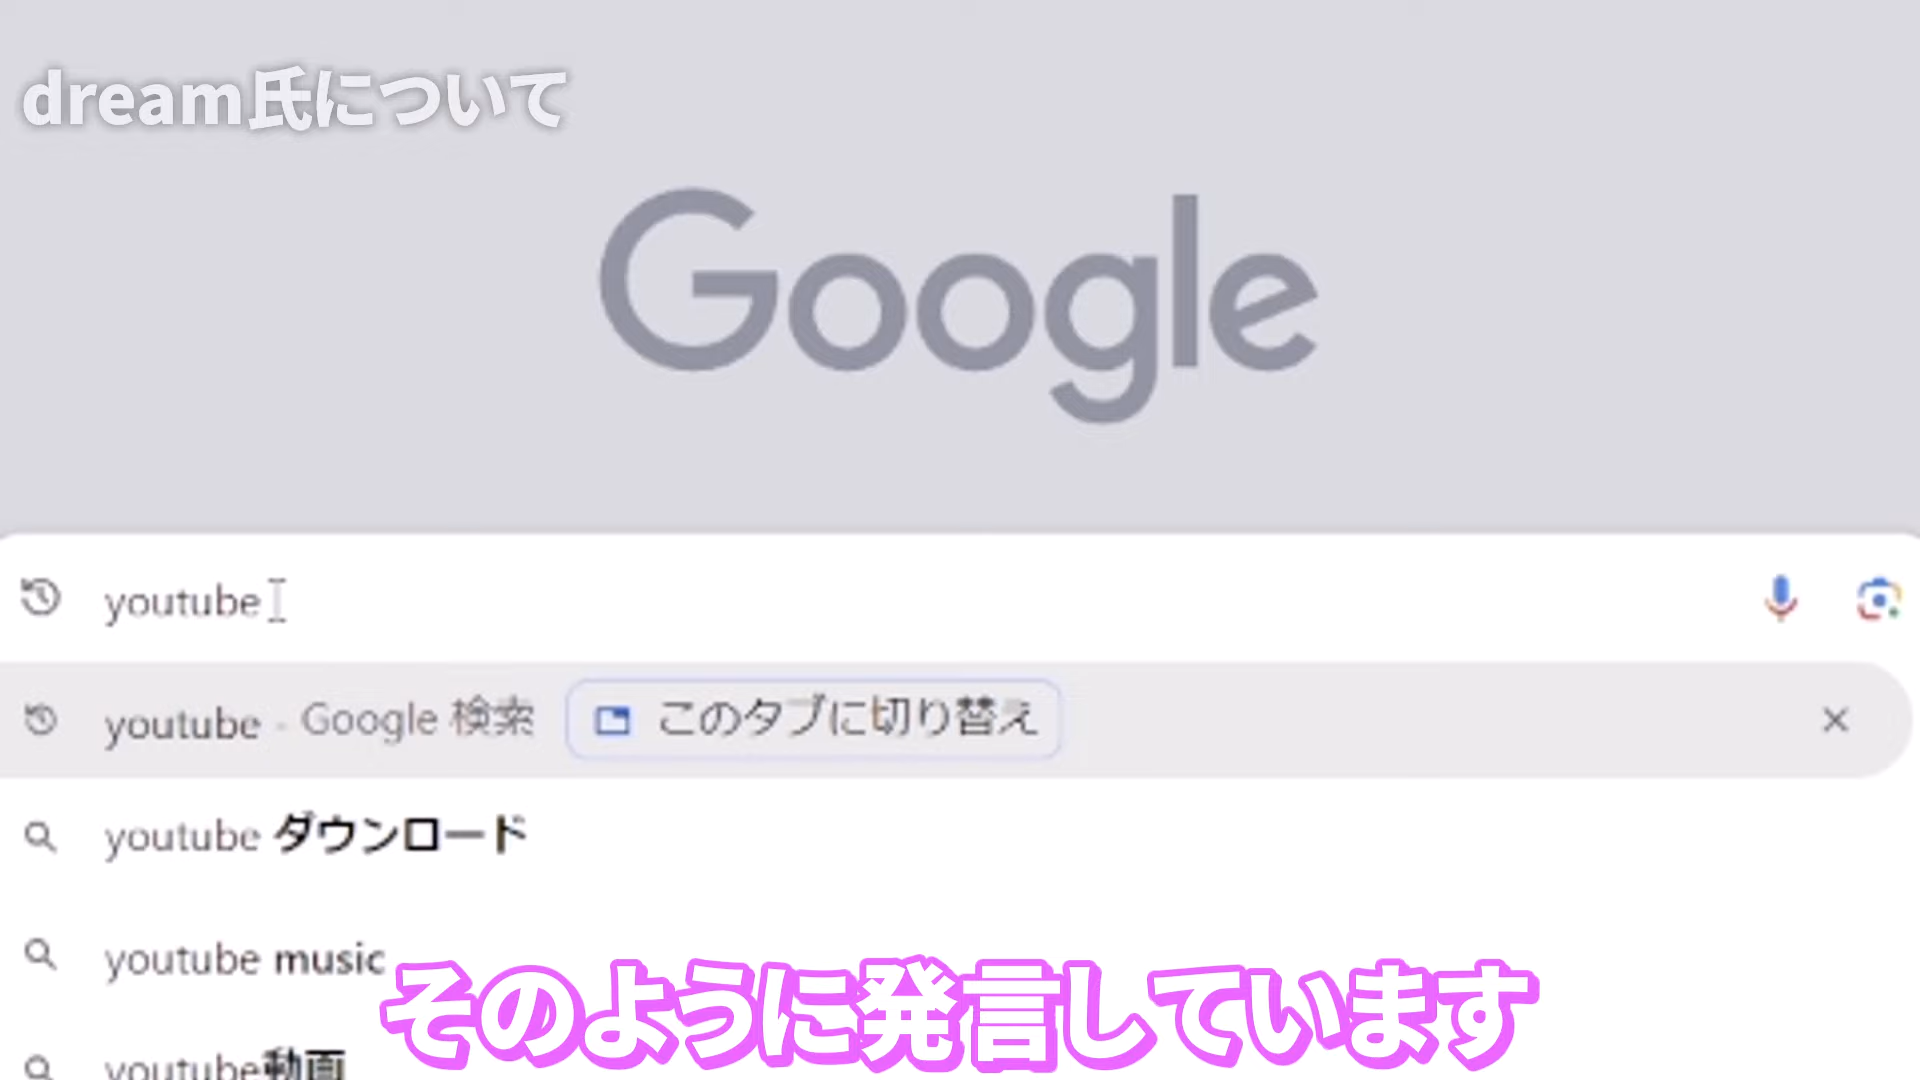 dream氏について
Google
youtube
youtube - Google 検索 このタブに切り替え
youtube ダウンロード
youtube music
そのように発言しています
youtube動画